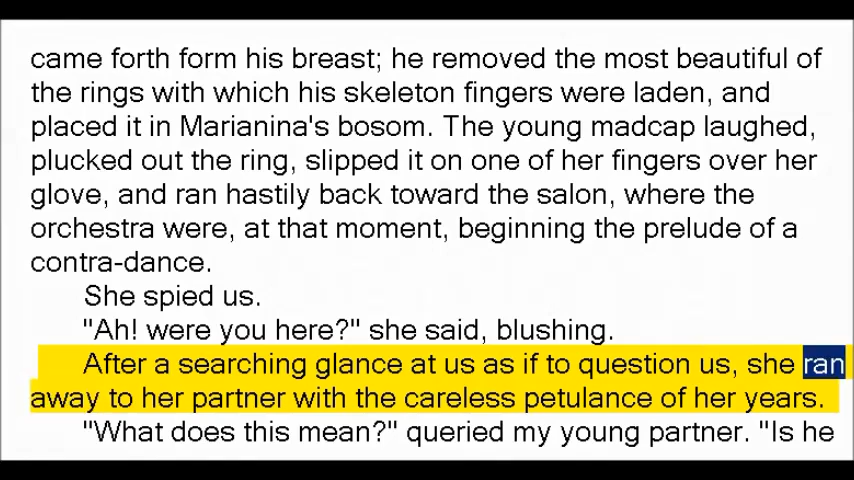 came forth form his breast; he removed the most beautiful of
the rings with which his skeleton fingers were laden, and
placed it in Marianina's bosom. The young madcap laughed,
plucked out the ring, slipped it on one of her fingers over her
glove, and ran hastily back toward the salon, where the
orchestra were, at that moment, beginning the prelude of a
contra-dance.
She spied us.
"Ah! were you here?" she said, blushing.
After a searching glance at us as if to question us, she ran
away to her partner with the careless petulance of her years.
"What does this mean?" queried my young partner. "Is he